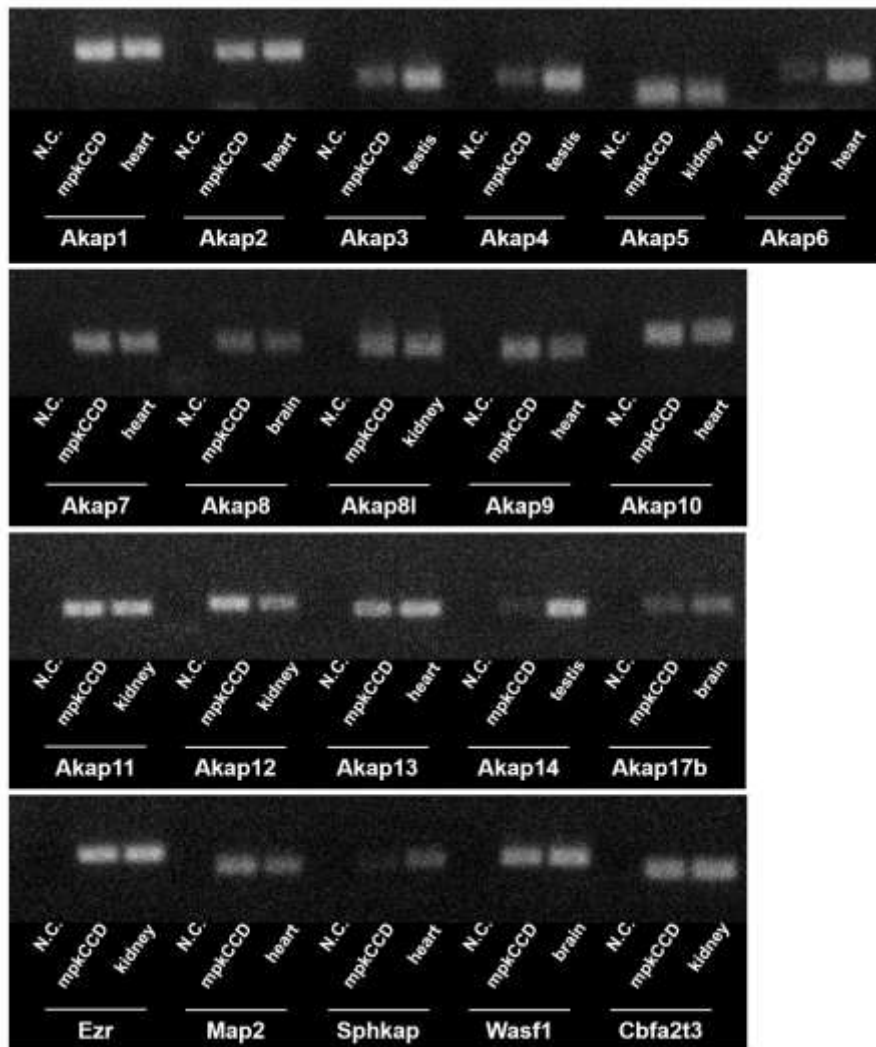 N.C. mpkCCD heart N.C. mpkCCD heart N.C. mpkCCD testis N.C. mpkCCD testis N.C. mpkCCD kidney N.C. mpkCCD heart
Akap1 Akap2 Akap3 Akap4 Akap5 Akap6
N.C. mpkCCD heart N.C. mpkCCD brain N.C. mpkCCD kidney N.C. mpkCCD heart N.C. mpkCCD heart
Akap7 Akap8 Akap8l Akap9 Akap10
N.C. mpkCCD kidney N.C. mpkCCD kidney N.C. mpkCCD heart N.C. mpkCCD testis N.C. mpkCCD brain
Akap11 Akap12 Akap13 Akap14 Akap17b
N.C. mpkCCD kidney N.C. mpkCCD heart N.C. mpkCCD heart N.C. mpkCCD brain N.C. mpkCCD kidney
Ezr Map2 Sphkap Wasf1 Cbfa2t3